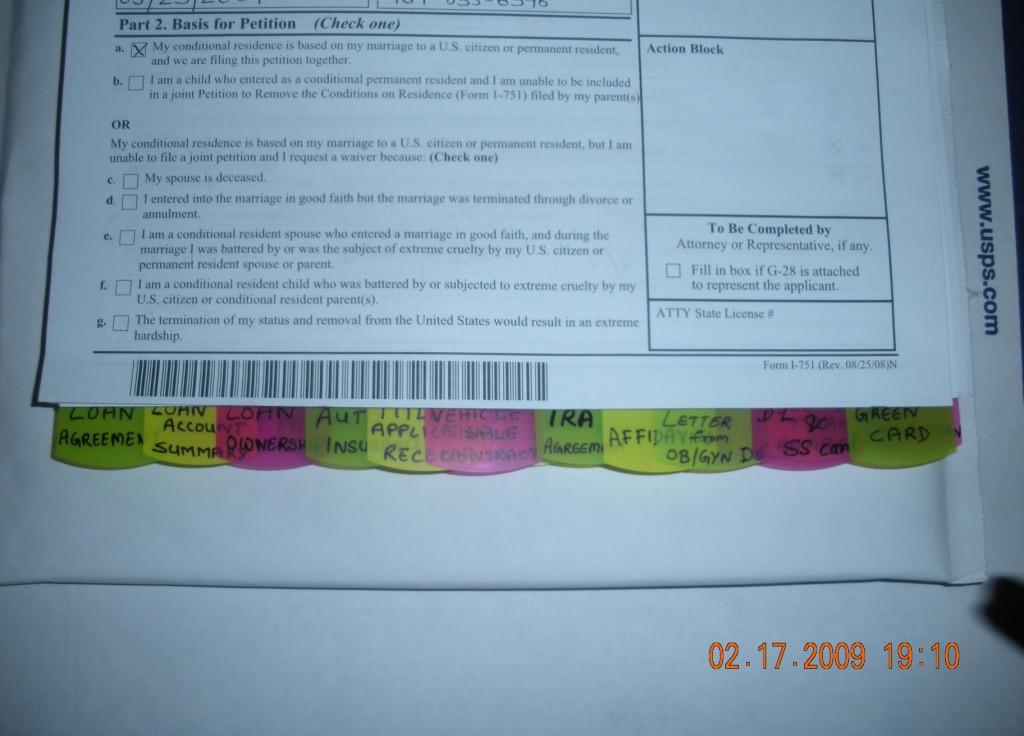 Part 2. Basis for Petition (Check one)
a. My conditional residence is based on my marriage to a U.S. citizen or permanent resident,
and we are filing this petition together.
b. I am a child who entered as a conditional permanent resident and I am unable to be included
in a joint Petition to Remove the Conditions on Residence (Form I-751) filed by my parent(s)
OR
My conditional residence is based on my marriage to a U.S. citizen or permanent resident, but I am
unable to file a joint petition and I request a waiver because: (Check one)
c. My spouse is deceased.
d. I entered into the marriage in good faith but the marriage was terminated through divorce or
annulment.
e. I am a conditional resident spouse who entered a marriage in good faith, and during the
marriage I was battered by or was the subject of extreme cruelty by my U.S. citizen or
permanent resident spouse or parent.
f. I am a conditional resident child who was battered by or subjected to extreme cruelty by my
U.S. citizen or conditional resident parent(s).
g. The termination of my status and removal from the United States would result in an extreme
hardship.
Action Block
To Be Completed by
Attorney or Representative, if any.
Fill in box if G-28 is attached
to represent the applicant.
ATTY State License #
Form I-751 (Rev. 08/25/08)N
LOAN
AGREEMEN
LOAN
ACCOUNT
SUMMARY
LOAN
OWNERSH
AUT
INSU
TITL
APPLICATI
RECE
VEHICLE
SALE
CONTRACT
IRA
AGREEM
AFFIDAV
LETTER
from
OB/GYN D
DL &
SS card
GREEN
CARD
www.usps.com
02.17.2009 19:10